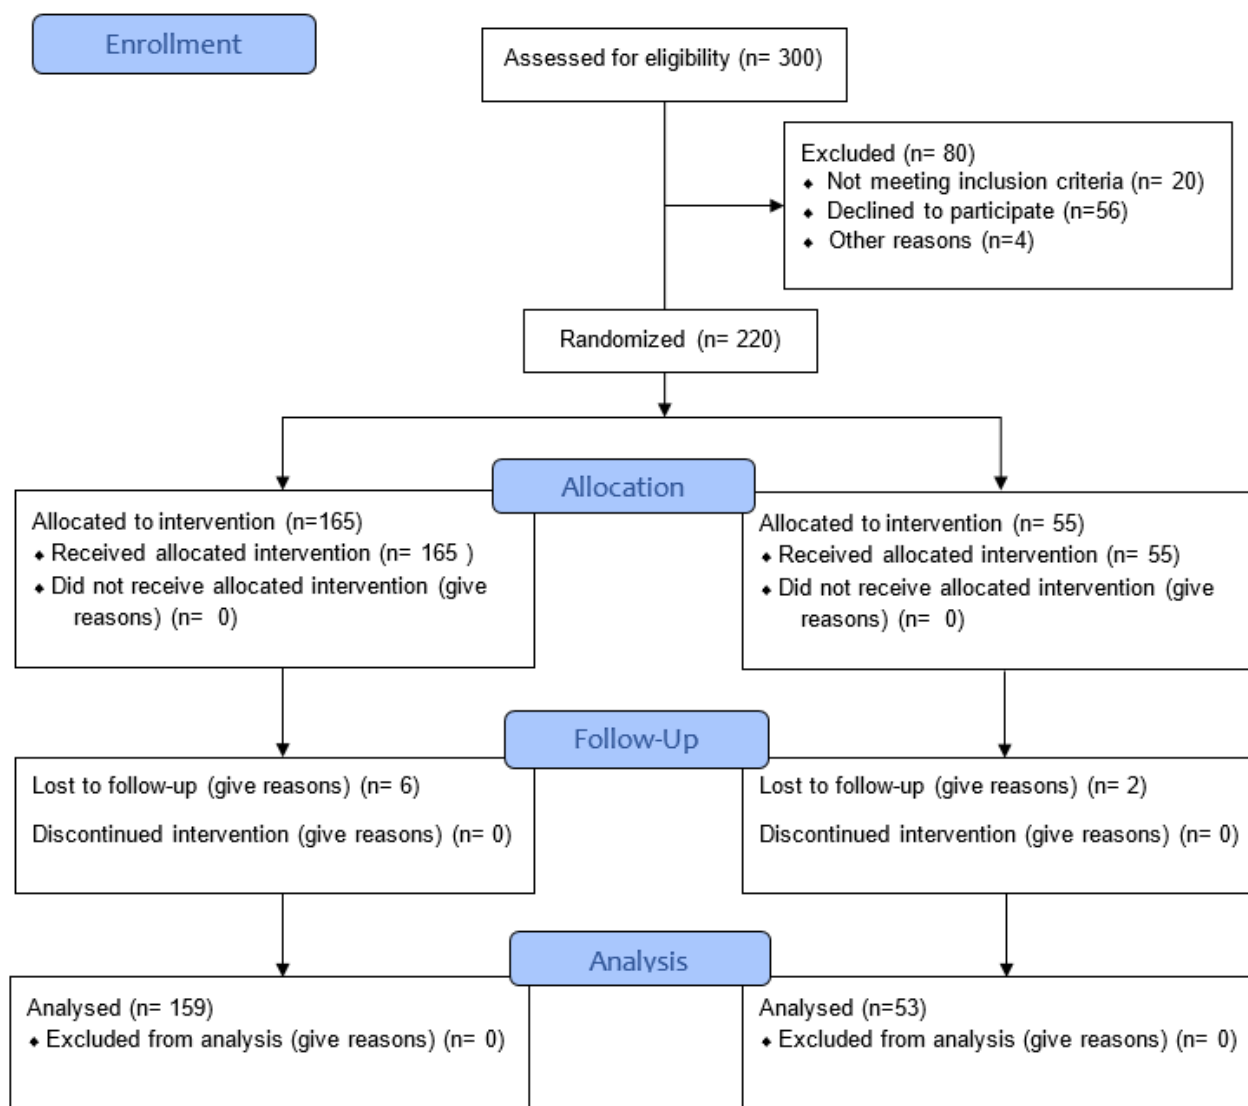 Enrollment
Assessed for eligibility (n= 300)
Excluded (n= 80)
♦ Not meeting inclusion criteria (n= 20)
♦ Declined to participate (n=56)
♦ Other reasons (n=4)
Randomized (n= 220)
Allocation
Allocated to intervention (n=165)
♦ Received allocated intervention (n= 165 )
♦ Did not receive allocated intervention (give
reasons) (n= 0)
Allocated to intervention (n= 55)
♦ Received allocated intervention (n= 55)
♦ Did not receive allocated intervention (give
reasons) (n= 0)
Follow-Up
Lost to follow-up (give reasons) (n= 6)
Discontinued intervention (give reasons) (n= 0)
Lost to follow-up (give reasons) (n= 2)
Discontinued intervention (give reasons) (n= 0)
Analysis
Analysed (n= 159)
♦ Excluded from analysis (give reasons) (n= 0)
Analysed (n=53)
♦ Excluded from analysis (give reasons) (n= 0)